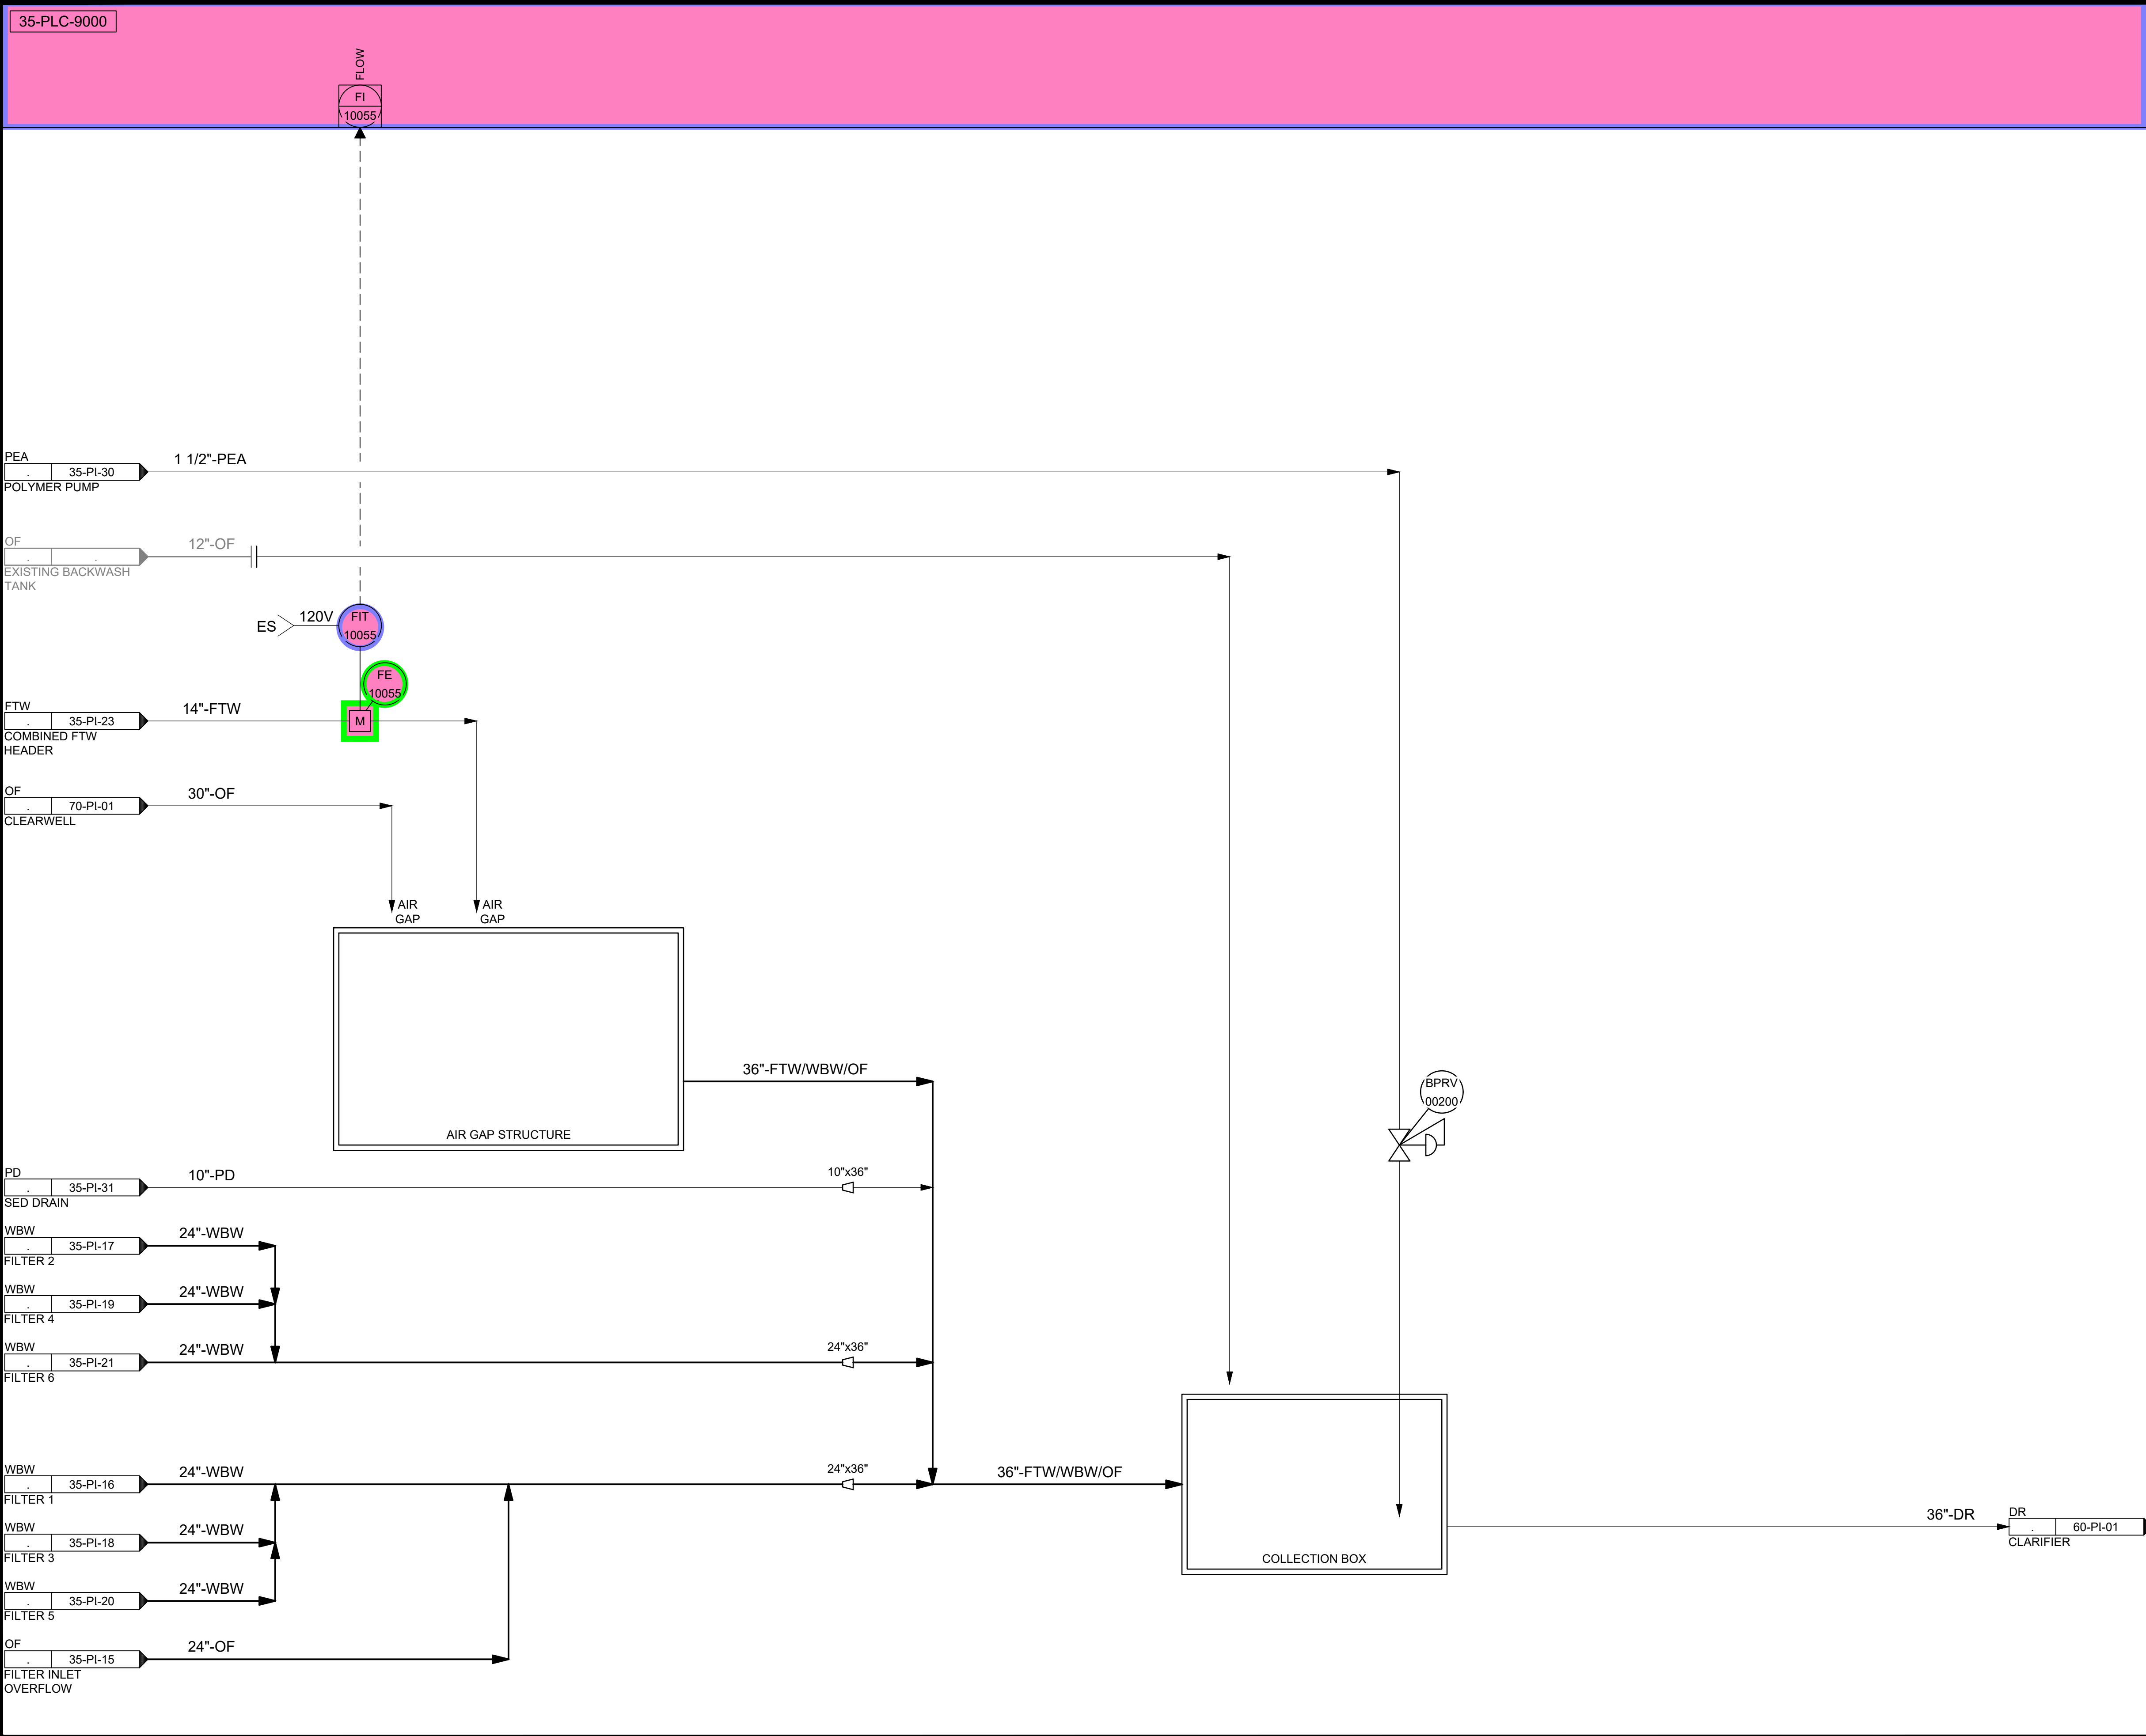 35-PLC-9000
FLOW
FI
10055
PEA
. 35-PI-30
POLYMER PUMP
1 1/2"-PEA
OF
. .
EXISTING BACKWASH
TANK
12"-OF
ES
120V
FIT
10055
FE
10055
M
FTW
. 35-PI-23
COMBINED FTW
HEADER
14"-FTW
OF
. 70-PI-01
CLEARWELL
30"-OF
AIR
GAP
AIR
GAP
AIR GAP STRUCTURE
36"-FTW/WBW/OF
BPRV
00200
PD
. 35-PI-31
SED DRAIN
10"-PD
10"x36"
WBW
. 35-PI-17
FILTER 2
24"-WBW
WBW
. 35-PI-19
FILTER 4
24"-WBW
WBW
. 35-PI-21
FILTER 6
24"-WBW
24"x36"
WBW
. 35-PI-16
FILTER 1
24"-WBW
24"x36"
36"-FTW/WBW/OF
WBW
. 35-PI-18
FILTER 3
24"-WBW
WBW
. 35-PI-20
FILTER 5
24"-WBW
OF
. 35-PI-15
FILTER INLET
OVERFLOW
24"-OF
COLLECTION BOX
36"-DR
DR
. 60-PI-01
CLARIFIER